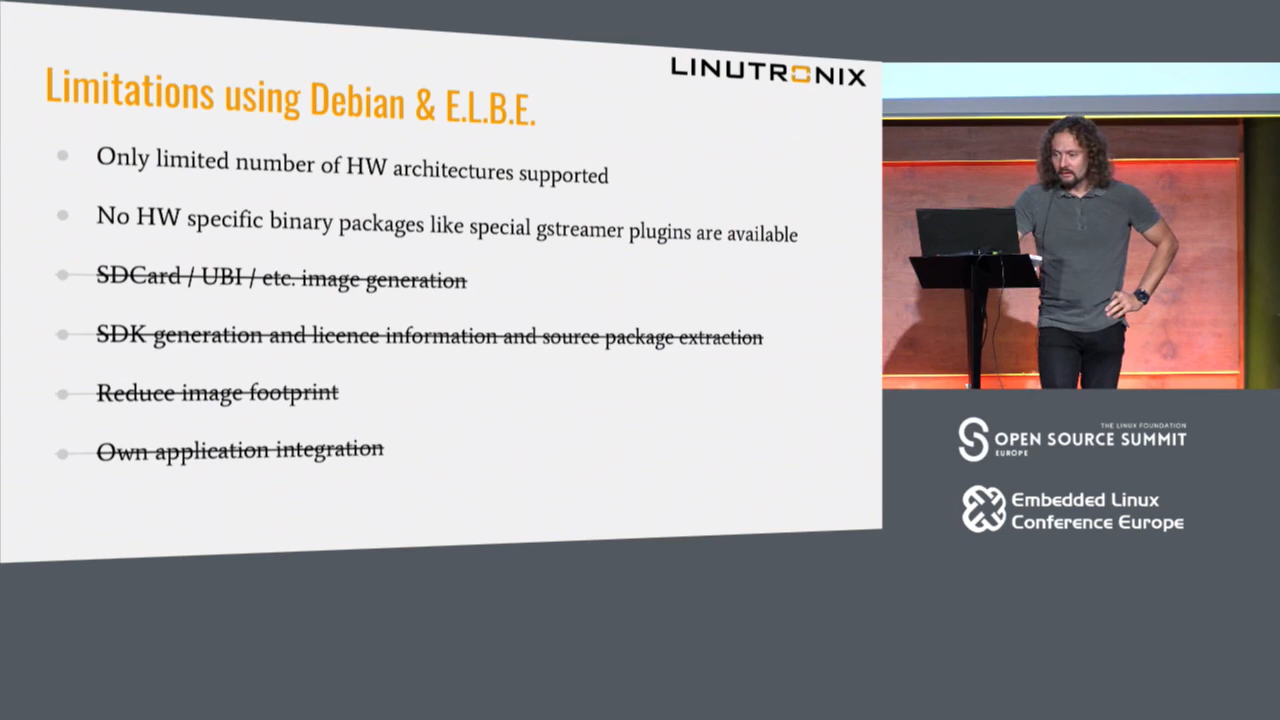 LINUTRONIX
Limitations using Debian & E.L.B.E.
Only limited number of HW architectures supported
No HW specific binary packages like special gstreamer plugins are available
SDCard / UBI / etc. image generation
SDK generation and licence information and source package extraction
Reduce image footprint
Own application integration
THE LINUX FOUNDATION
OPEN SOURCE SUMMIT
EUROPE
Embedded Linux
Conference Europe